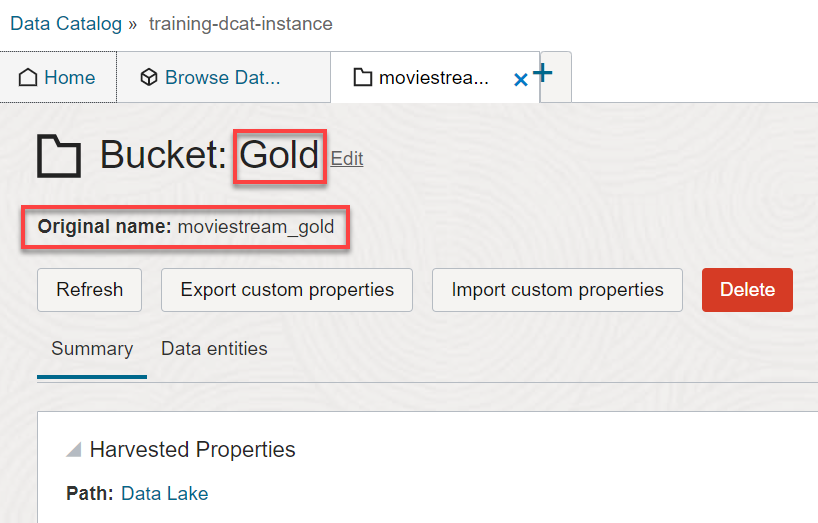 Data Catalog » training-dcat-instance
Home Browse Dat... moviestrea... × +
Bucket: Gold Edit
Original name: moviestream_gold
Refresh Export custom properties Import custom properties Delete
Summary Data entities
Harvested Properties
Path: Data Lake